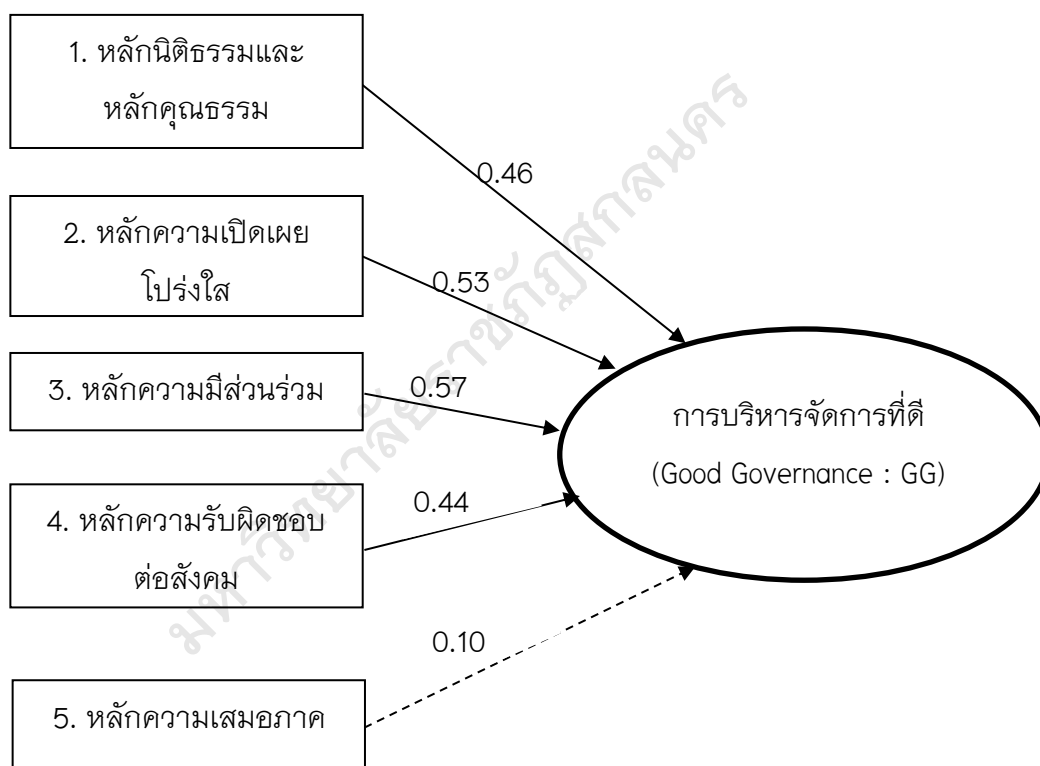 1. หลักนิติธรรมและ
หลักคุณธรรม
0.46
2. หลักความเปิดเผย
โปร่งใส
0.53
3. หลักความมีส่วนร่วม
0.57
การบริหารจัดการที่ดี
(Good Governance : GG)
4. หลักความรับผิดชอบ
ต่อสังคม
0.44
0.10
5. หลักความเสมอภาค
มหาวิทยาลัยราชภัฏสกลนคร